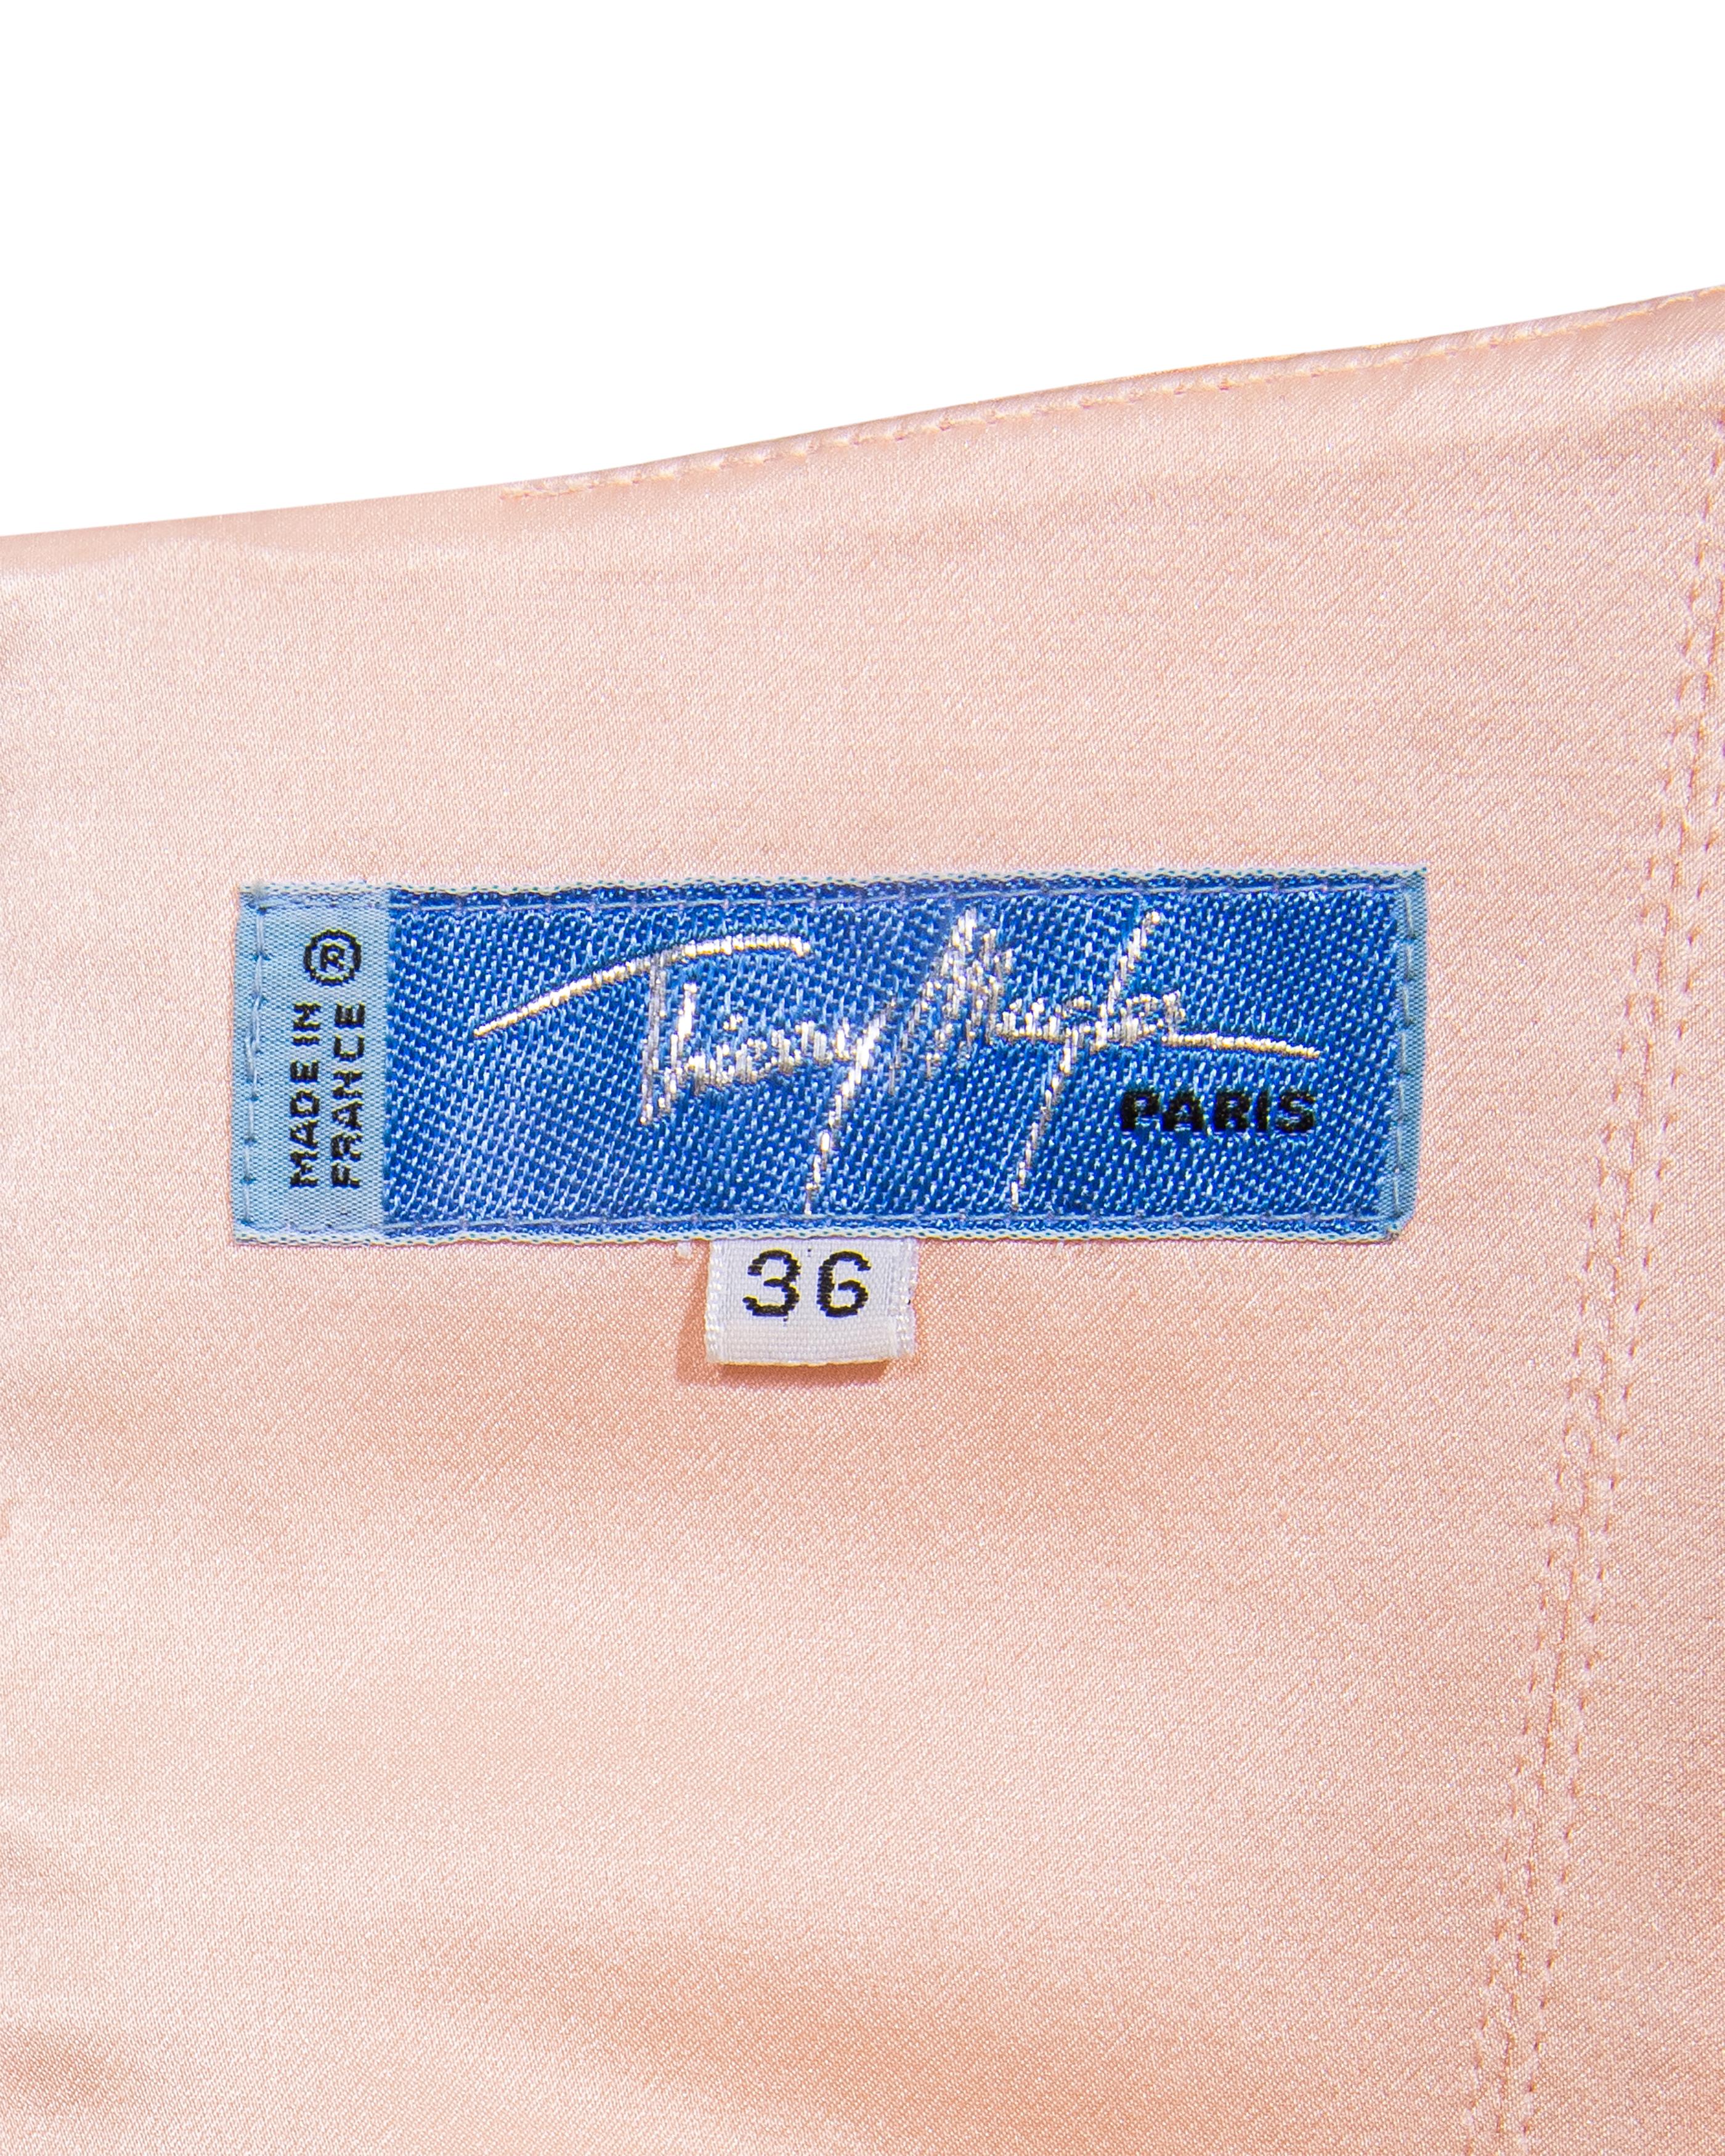 MADE IN
FRANCE ®
Thierry Mugler
PARIS
36